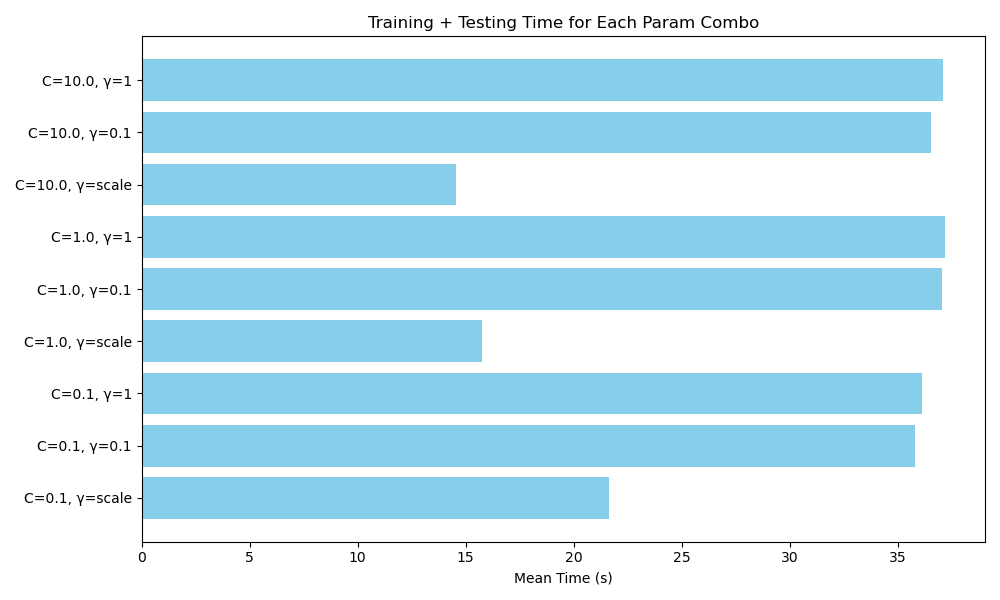 Training + Testing Time for Each Param Combo
C=10.0, γ=1
C=10.0, γ=0.1
C=10.0, γ=scale
C=1.0, γ=1
C=1.0, γ=0.1
C=1.0, γ=scale
C=0.1, γ=1
C=0.1, γ=0.1
C=0.1, γ=scale
0 5 10 15 20 25 30 35
Mean Time (s)